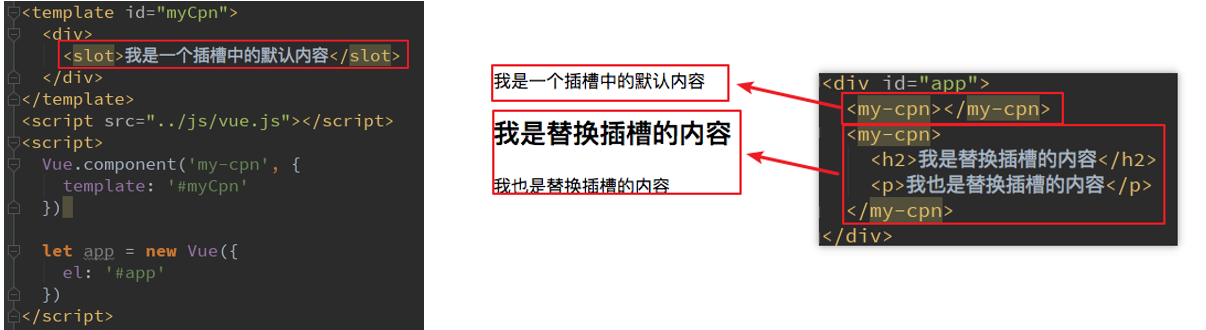 <template id="myCpn">
<div>
<slot>我是一个插槽中的默认内容</slot>
</div>
</template>
<script src="../js/vue.js"></script>
<script>
Vue.component('my-cpn', {
template: '#myCpn'
})
let app = new Vue({
el: '#app'
})
</script>
我是一个插槽中的默认内容
我是替换插槽的内容
我也是替换插槽的内容
<div id="app">
<my-cpn></my-cpn>
<my-cpn>
<h2>我是替换插槽的内容</h2>
<p>我也是替换插槽的内容</p>
</my-cpn>
</div>